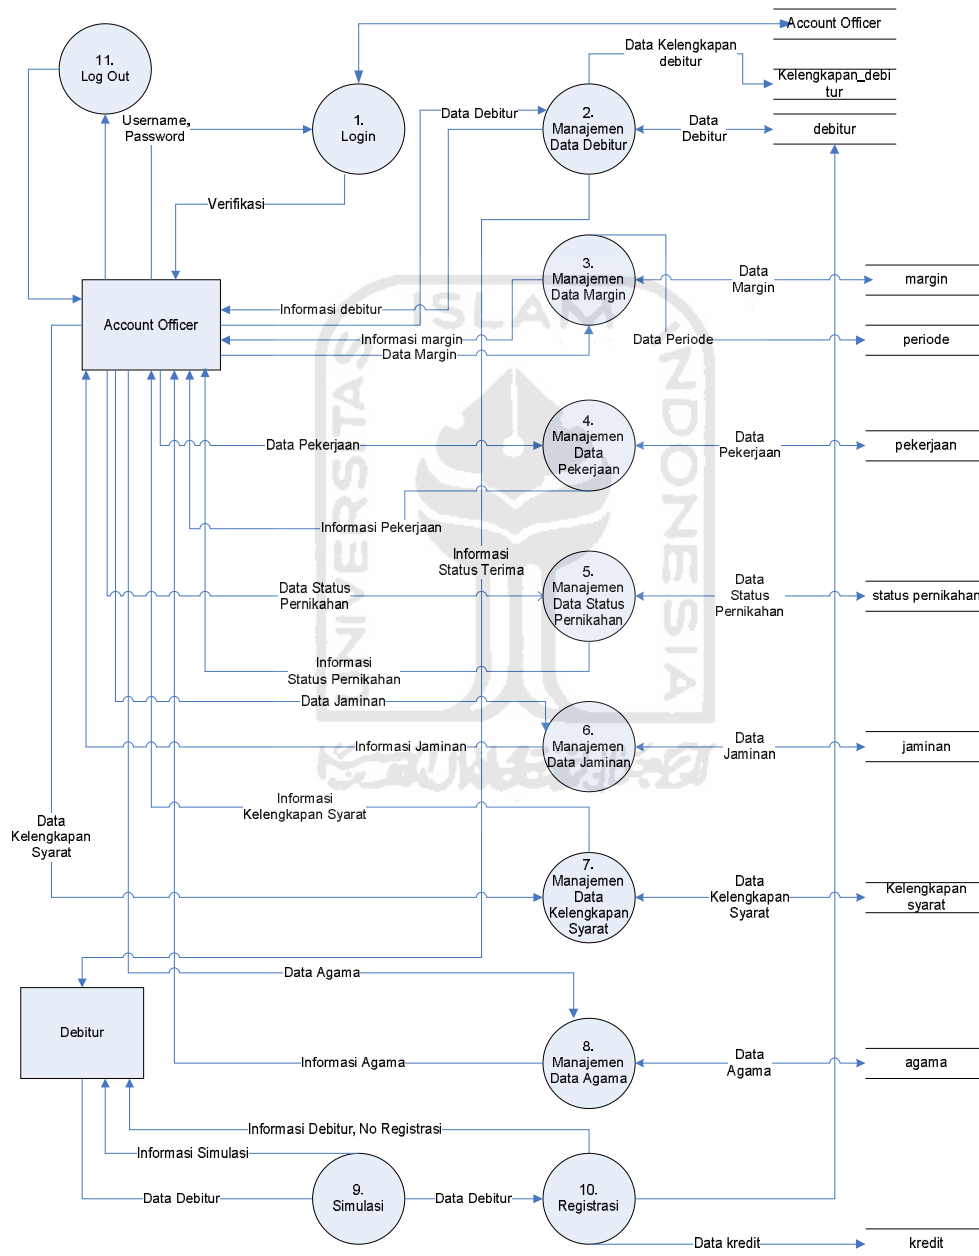 Account Officer
11.
Log Out
Data Kelengkapan
debitur
Kelengkapan_debi
tur
Username,
Password
1.
Login
Data Debitur
2.
Manajemen
Data Debitur
Data
Debitur
debitur
Verifikasi
3.
Manajemen
Data Margin
Data
Margin
margin
Account Officer
Informasi debitur
Informasi margin
Data Margin
Data Periode
periode
ISLAM
UNIVERSITAS
INDONESIA
4.
Manajemen
Data
Pekerjaan
Data Pekerjaan
Data
Pekerjaan
pekerjaan
Informasi Pekerjaan
Informasi
Status Terima
Data Status
Pernikahan
5.
Manajemen
Data Status
Pernikahan
Data
Status
Pernikahan
status pernikahan
Informasi
Status Pernikahan
Data Jaminan
6.
Manajemen
Data Jaminan
Informasi Jaminan
Data
Jaminan
jaminan
Informasi
Kelengkapan Syarat
Data
Kelengkapan
Syarat
7.
Manajemen
Data
Kelengkapan
Syarat
Data
Kelengkapan
Syarat
Kelengkapan
syarat
Data Agama
Debitur
8.
Manajemen
Data Agama
Informasi Agama
Data
Agama
agama
Informasi Debitur, No Registrasi
Informasi Simulasi
Data Debitur
9.
Simulasi
Data Debitur
10.
Registrasi
Data kredit
kredit